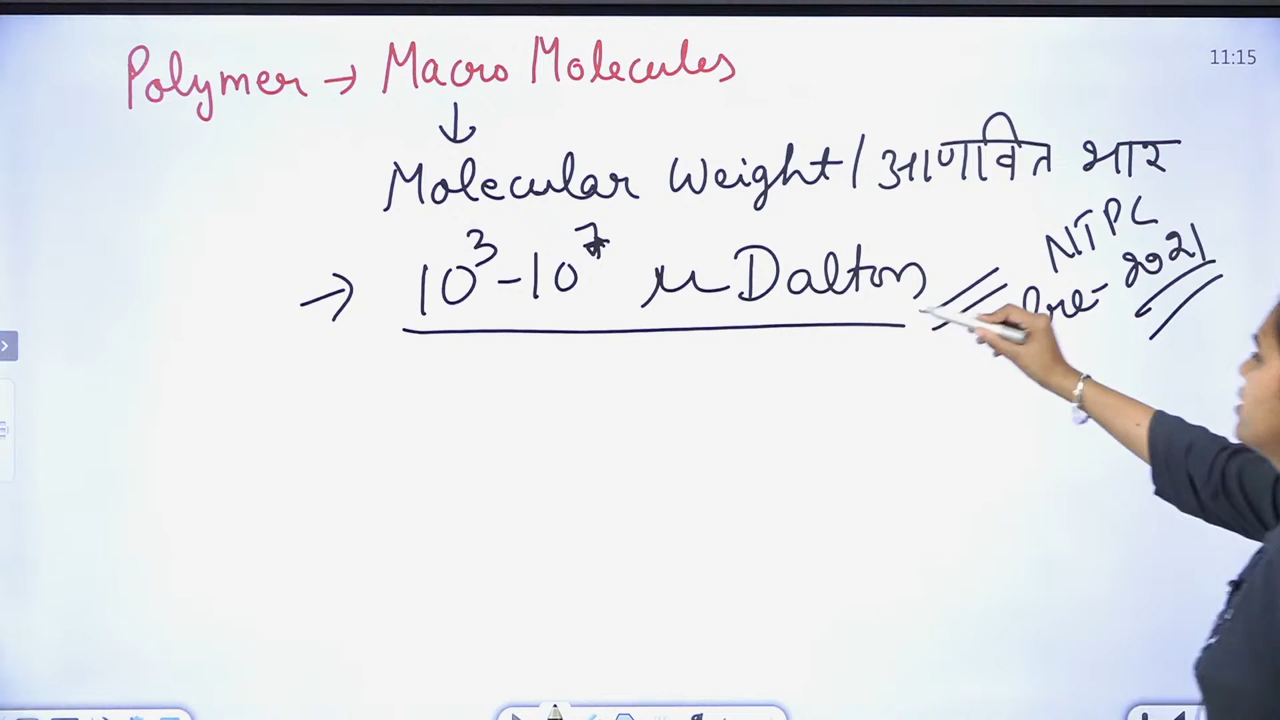 11:15
Polymer → Macro Molecules
↓
Molecular Weight / आणवित भार
→ 10³-10⁷ μ Dalton
NTPC
Pre- 2021